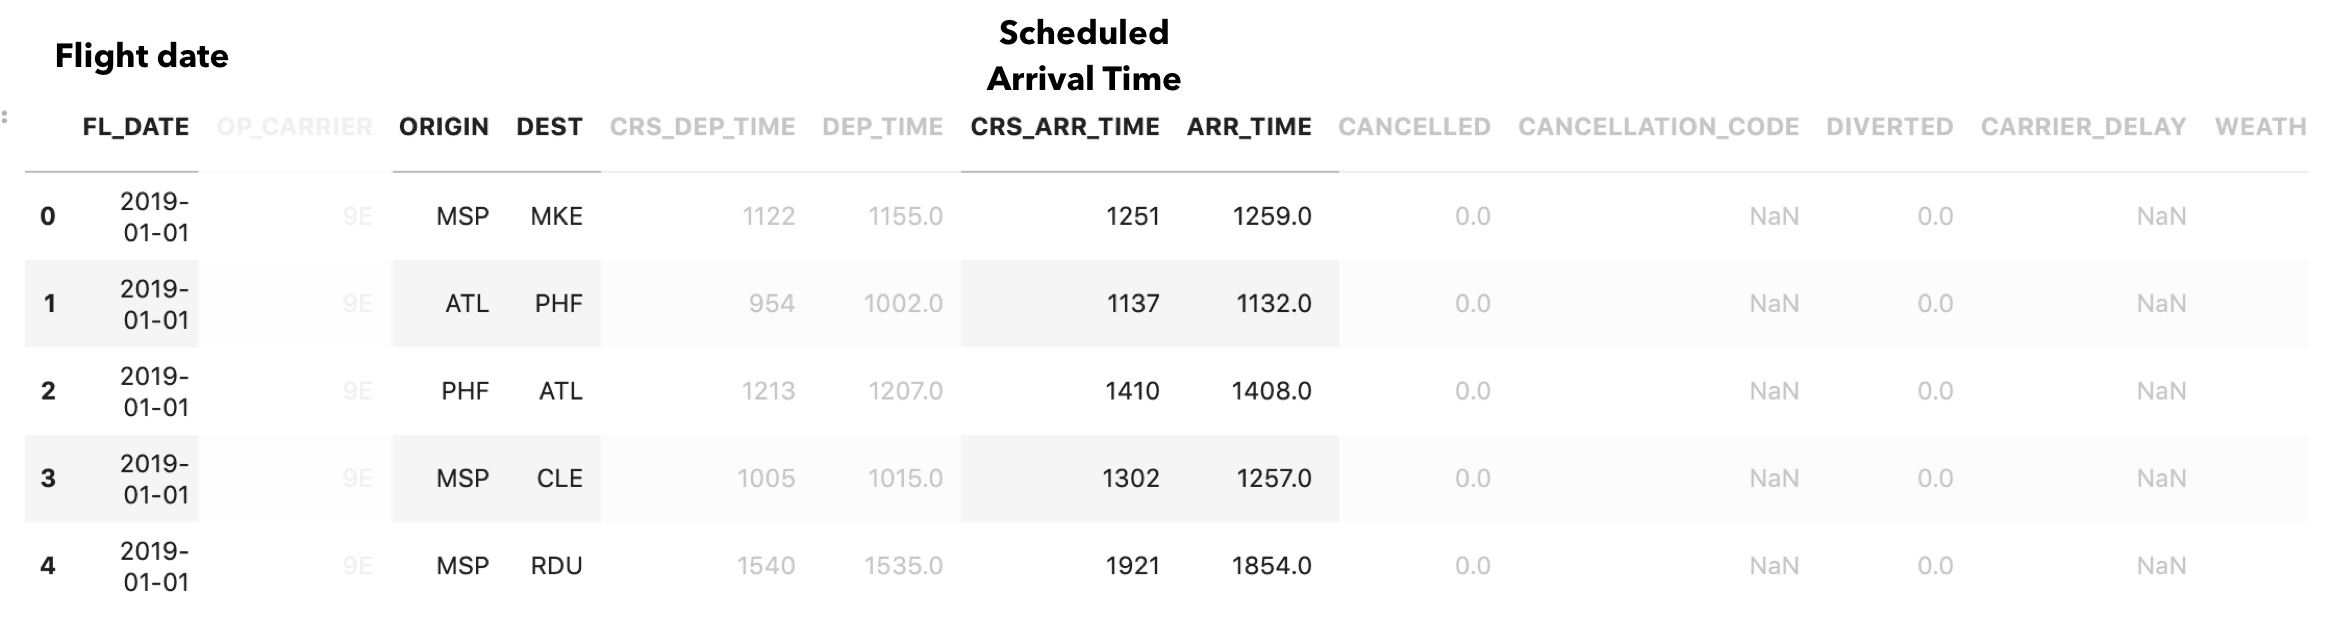 Flight date
Scheduled
Arrival Time
FL_DATE OP_CARRIER ORIGIN DEST CRS_DEP_TIME DEP_TIME CRS_ARR_TIME ARR_TIME CANCELLED CANCELLATION_CODE DIVERTED CARRIER_DELAY WEATH
0 2019-
01-01 9E MSP MKE 1122 1155.0 1251 1259.0 0.0 NaN 0.0 NaN
1 2019-
01-01 9E ATL PHF 954 1002.0 1137 1132.0 0.0 NaN 0.0 NaN
2 2019-
01-01 9E PHF ATL 1213 1207.0 1410 1408.0 0.0 NaN 0.0 NaN
3 2019-
01-01 9E MSP CLE 1005 1015.0 1302 1257.0 0.0 NaN 0.0 NaN
4 2019-
01-01 9E MSP RDU 1540 1535.0 1921 1854.0 0.0 NaN 0.0 NaN